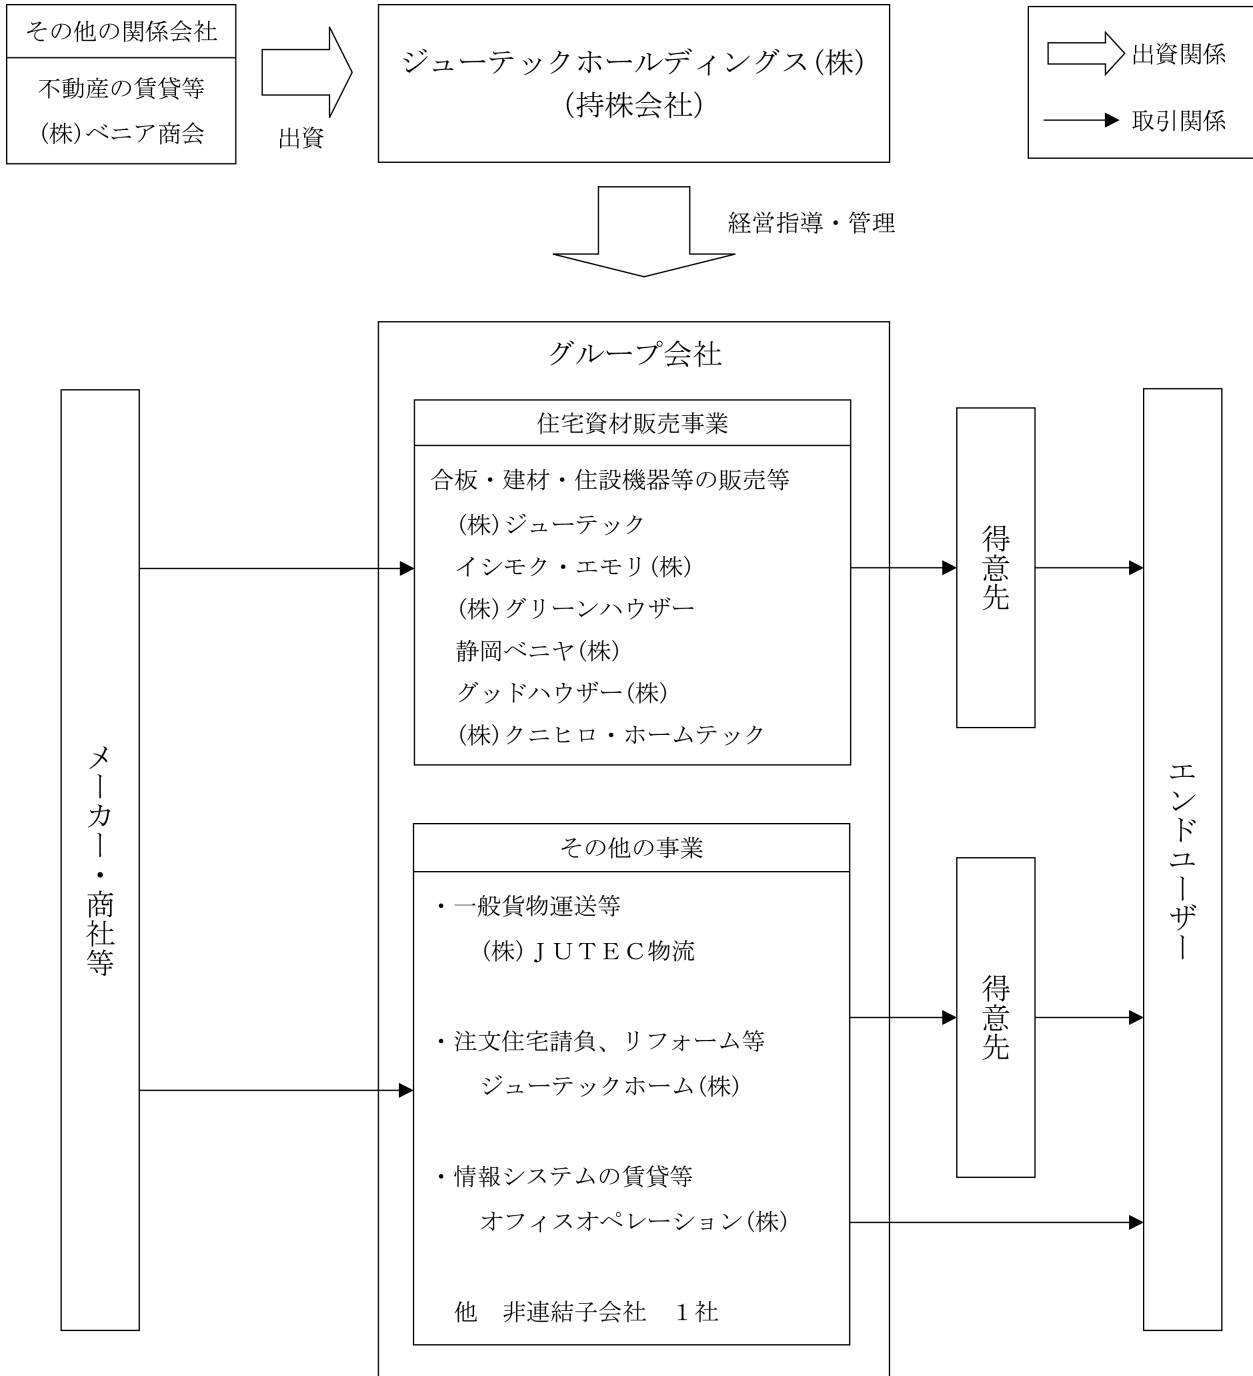 その他の関係会社
不動産の賃貸等
(株)ベニア商会
出資
ジューテックホールディングス(株)
(持株会社)
出資関係
取引関係
経営指導・管理
グループ会社
住宅資材販売事業
合板・建材・住設機器等の販売等
(株)ジューテック
イシモク・エモリ(株)
(株)グリーンハウザー
静岡ベニヤ(株)
グッドハウザー(株)
(株)クニヒロ・ホームテック
その他の事業
・一般貨物運送等
(株)ＪＵＴＥＣ物流
・注文住宅請負、リフォーム等
ジューテックホーム(株)
・情報システムの賃貸等
オフィスオペレーション(株)
他　非連結子会社　１社
メーカー・商社等
得意先
得意先
エンドユーザー